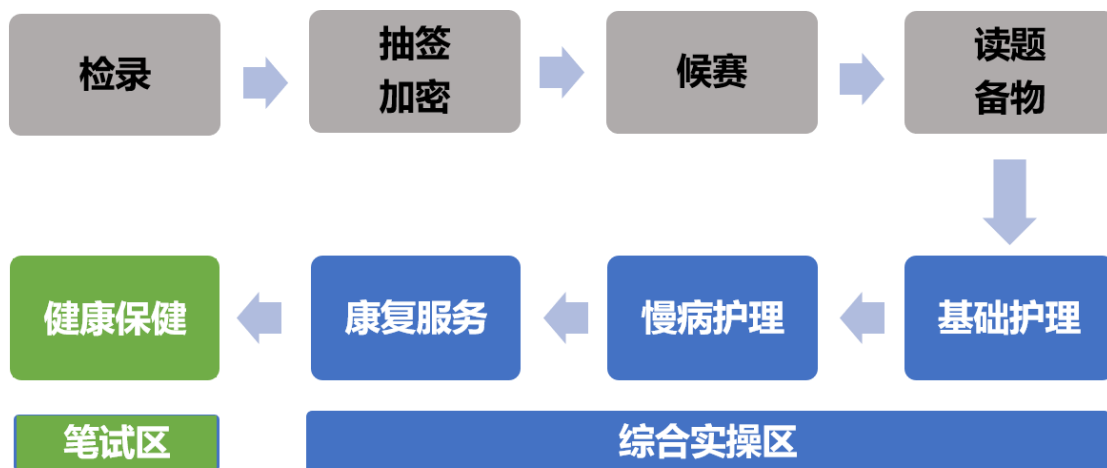 检录
抽签
加密
候赛
读题
备物
健康保健
康复服务
慢病护理
基础护理
笔试区
综合实操区